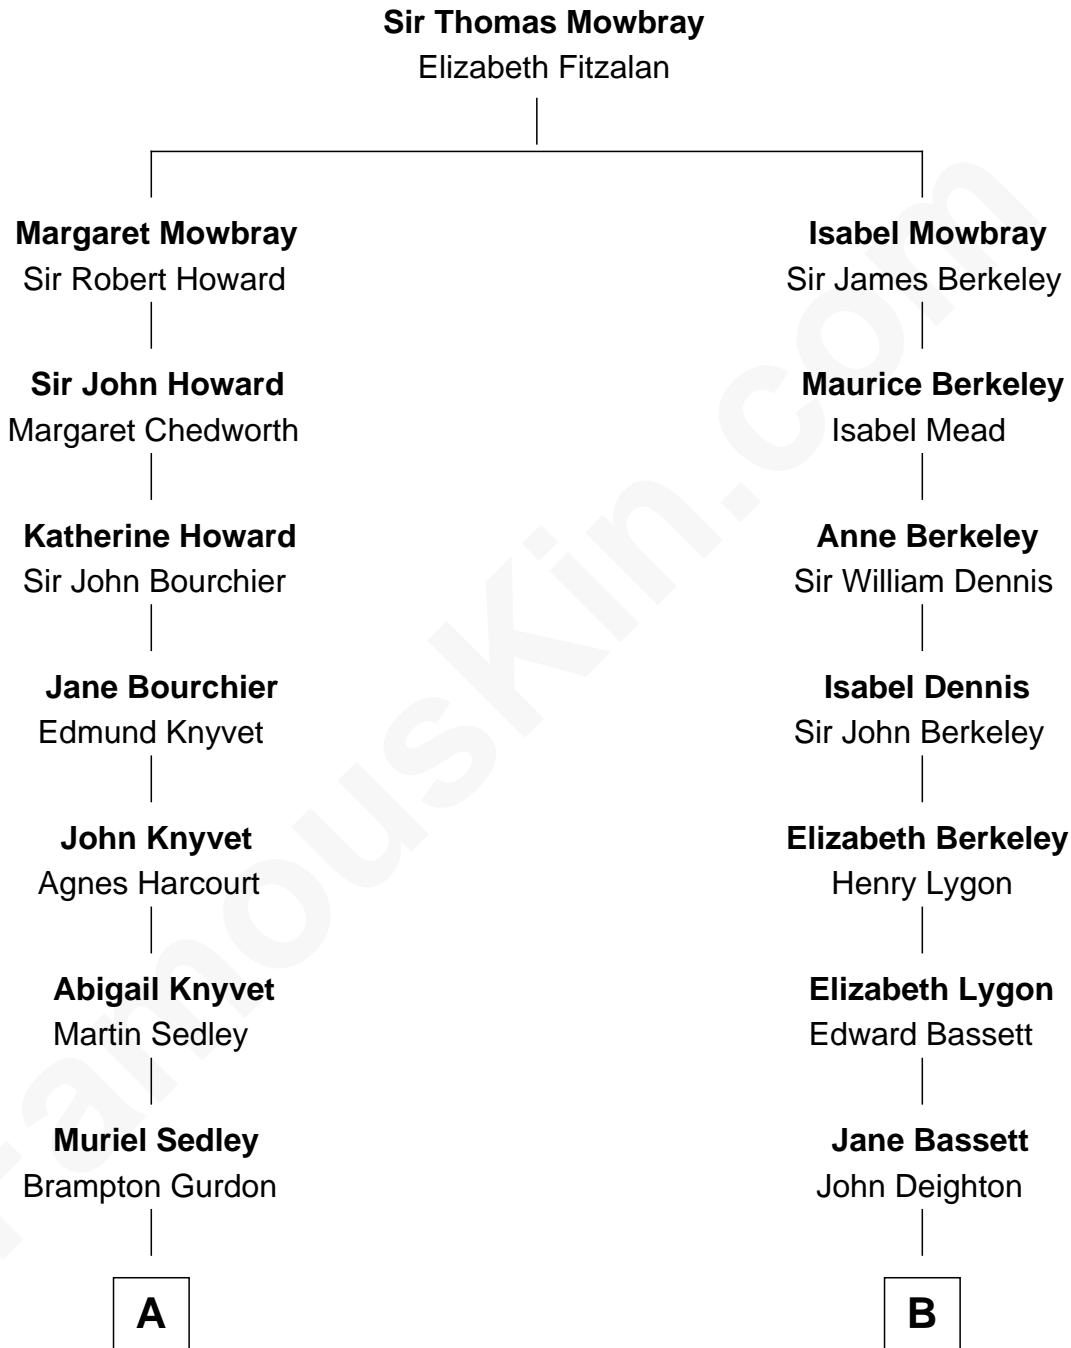 Sir Thomas Mowbray
Elizabeth Fitzalan
Margaret Mowbray
Sir Robert Howard
Isabel Mowbray
Sir James Berkeley
Sir John Howard
Margaret Chedworth
Maurice Berkeley
Isabel Mead
Katherine Howard
Sir John Bourchier
Anne Berkeley
Sir William Dennis
Jane Bourchier
Edmund Knyvet
Isabel Dennis
Sir John Berkeley
John Knyvet
Agnes Harcourt
Elizabeth Berkeley
Henry Lygon
Abigail Knyvet
Martin Sedley
Elizabeth Lygon
Edward Bassett
Muriel Sedley
Brampton Gurdon
Jane Bassett
John Deighton
A
B
FamousKin.com